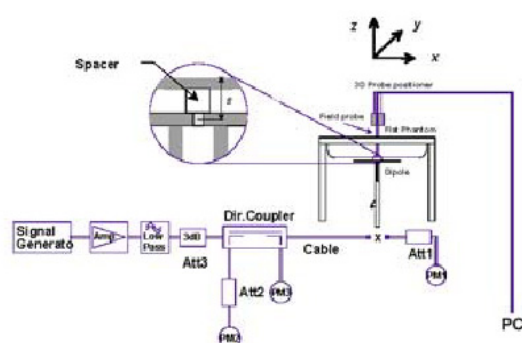 z
y
x
Spacer
s
3D Probe positioner
Field probe
Flat Phantom
Dipole
Signal
Generato
Amp
Low
Pass
3dB
Att3
Dir.Coupler
Cable
x
Att1
PM1
Att2
PM3
PM2
PC